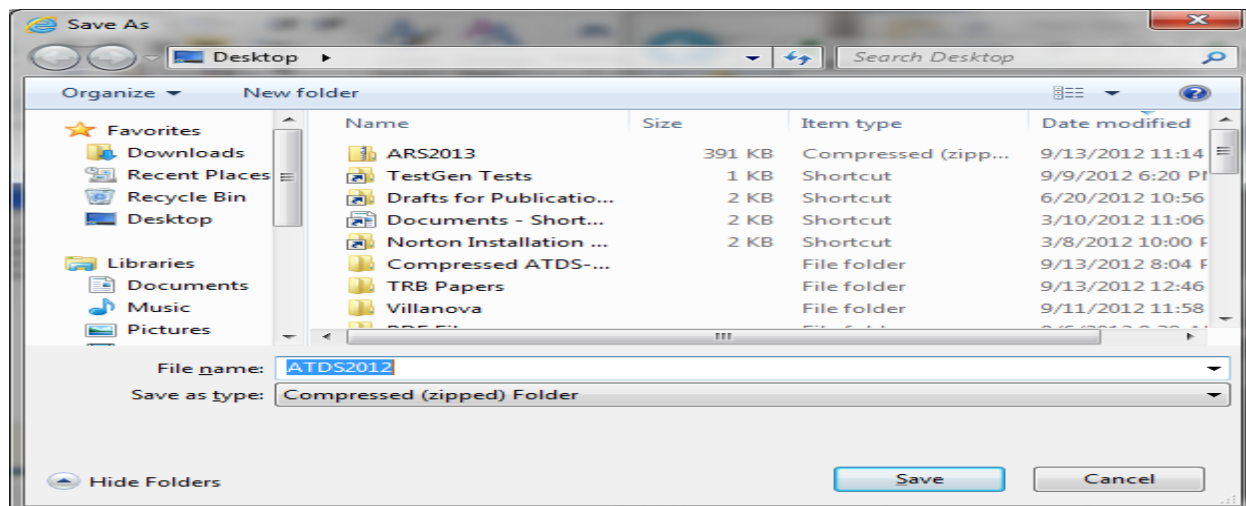 Save As
Desktop
Search Desktop
Organize New folder
Favorites
Downloads
Recent Places
Recycle Bin
Desktop
Libraries
Documents
Music
Pictures
Name Size Item type Date modified
ARS2013 391 KB Compressed (zipp... 9/13/2012 11:14
TestGen Tests 1 KB Shortcut 9/9/2012 6:20
Drafts for Publicatio... 2 KB Shortcut 6/20/2012 10:56
Documents - Short... 2 KB Shortcut 3/10/2012 11:06
Norton Installation ... 2 KB Shortcut 3/8/2012 10:00
Compressed ATDS-... File folder 9/13/2012 8:04
TRB Papers File folder 9/13/2012 12:46
Villanova File folder 9/11/2012 11:58
File name: ATDS2012
Save as type: Compressed (zipped) Folder
Hide Folders Save Cancel